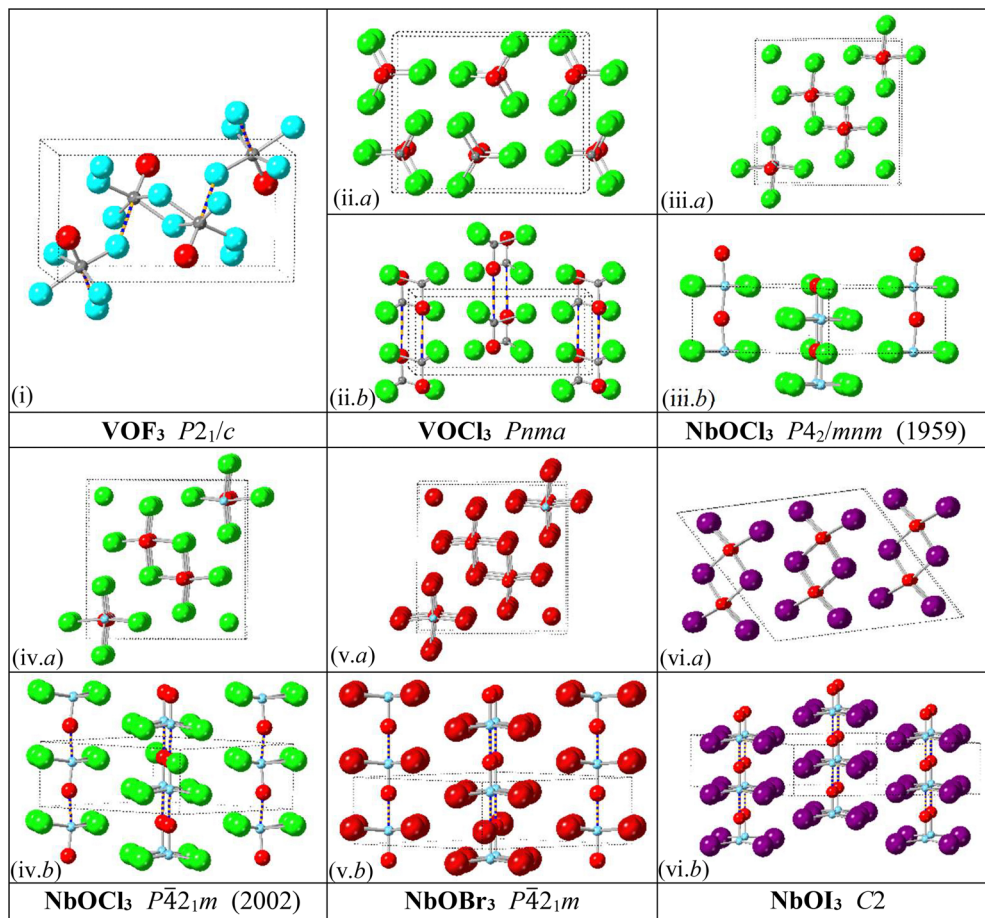 (i)
(ii.a)
(iii.a)
(ii.b)
(iii.b)
VOF₃ P2₁/c
VOCl₃ Pnma
NbOCl₃ P4₂/mnm (1959)
(iv.a)
(v.a)
(vi.a)
(iv.b)
(v.b)
(vi.b)
NbOCl₃ P4̅2₁m (2002)
NbOBr₃ P4̅2₁m
NbOI₃ C2